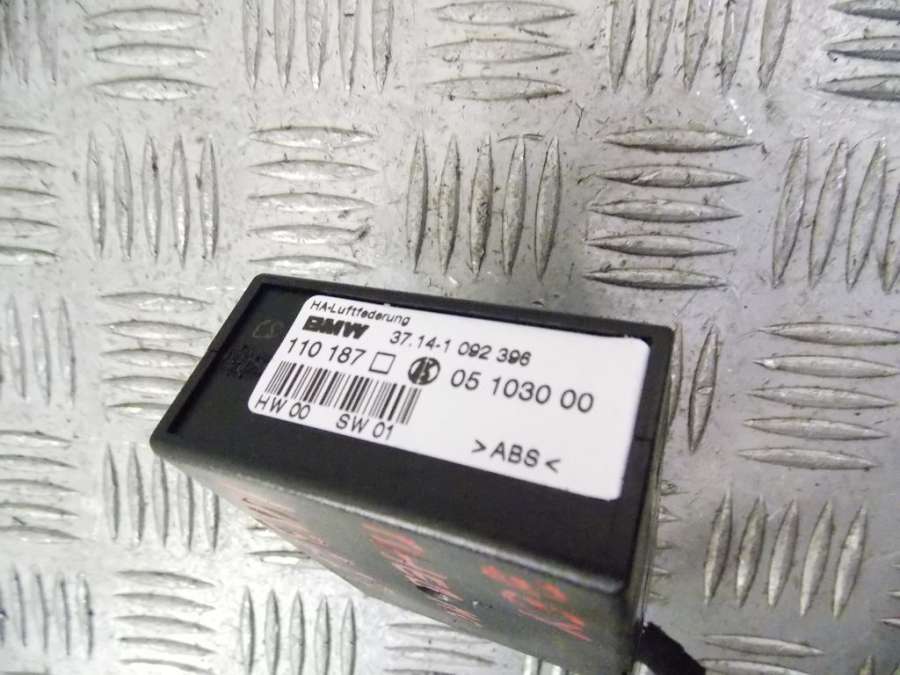 HA-Luftfederung
BMW 37.14-1 092 396
110 187 05 1030 00
HW 00 SW 01
>ABS<